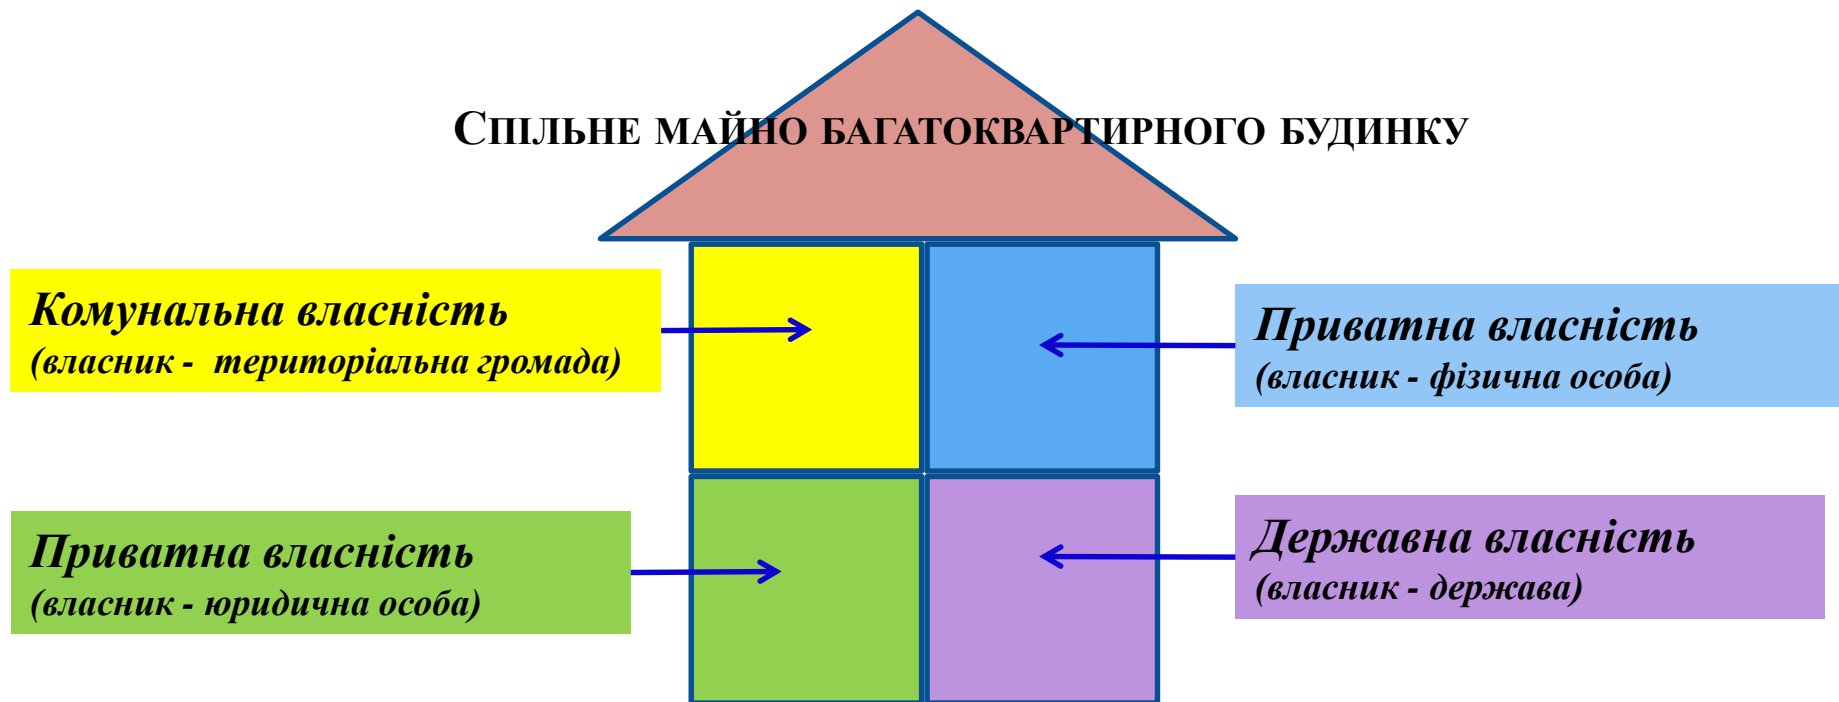 Спільне майно багатоквартирного будинку
Комунальна власність
(власник - територіальна громада)
Приватна власність
(власник - фізична особа)
Приватна власність
(власник - юридична особа)
Державна власність
(власник - держава)